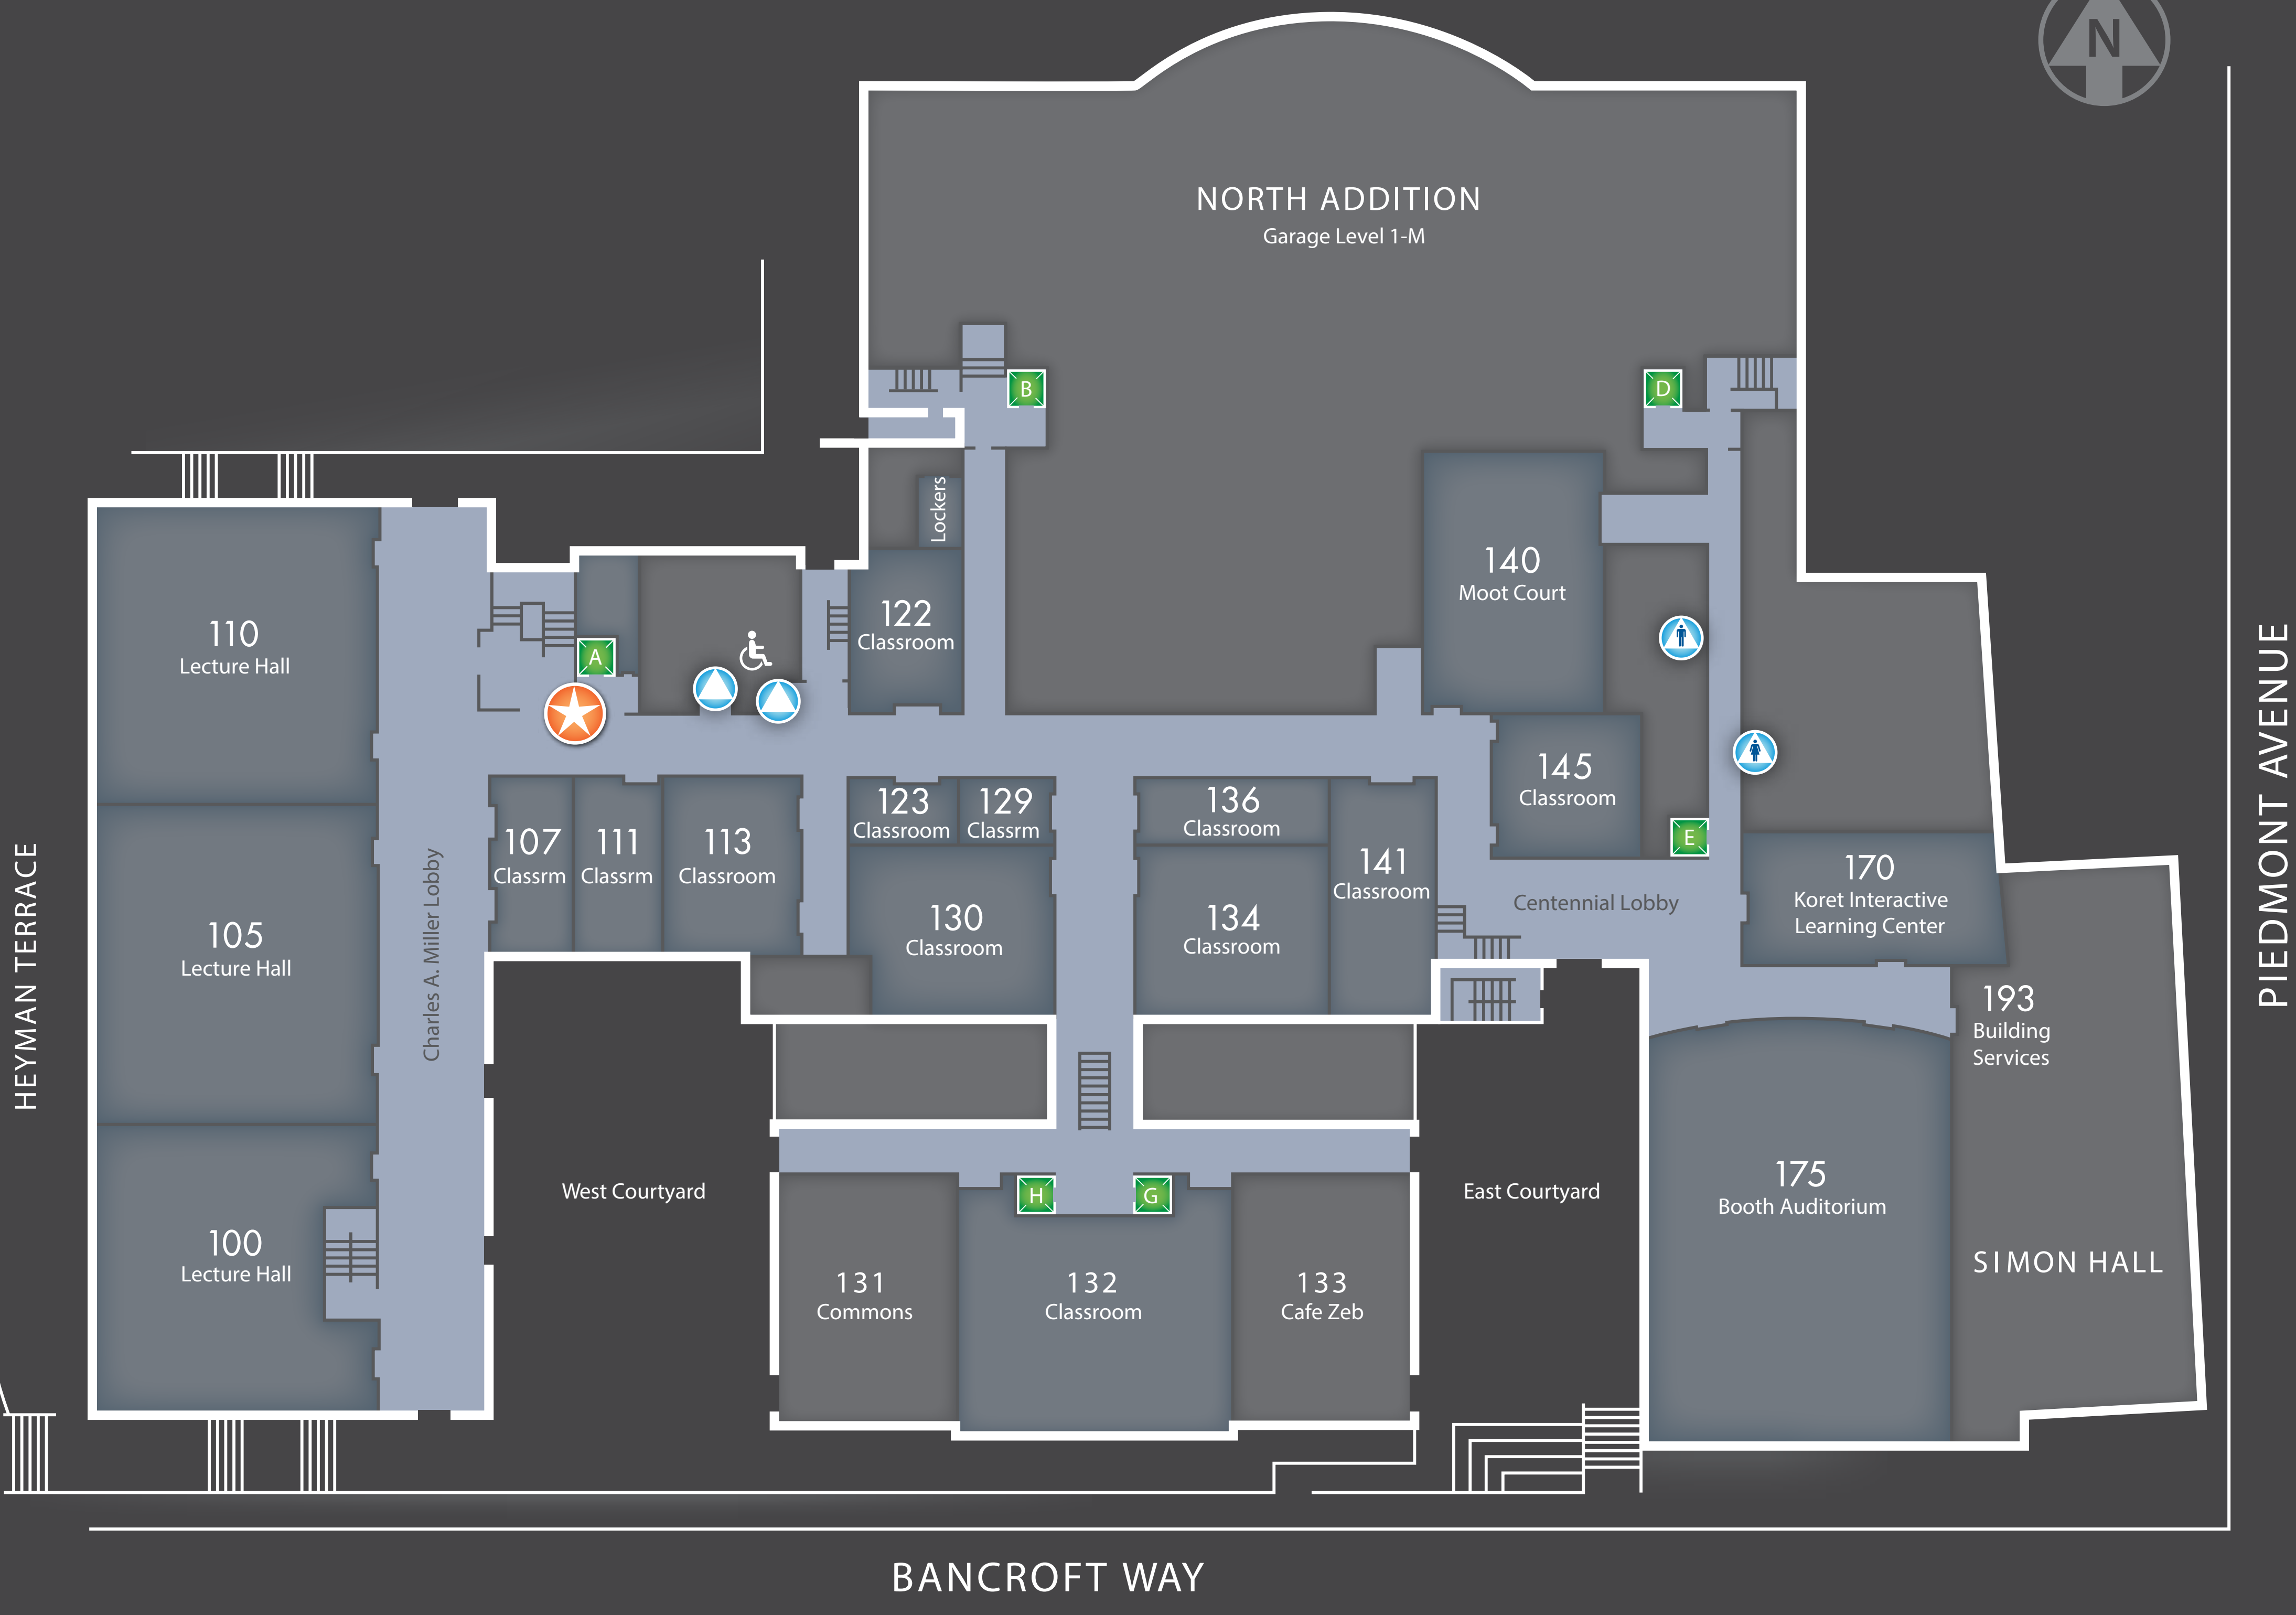 N
NORTH ADDITION
Garage Level 1-M
B
D
Lockers
140
Moot Court
122
Classroom
110
Lecture Hall
A
145
Classroom
123
Classroom
129
Classrm
136
Classroom
107
Classrm
111
Classrm
113
Classroom
141
Classroom
E
170
Koret Interactive
Learning Center
Centennial Lobby
130
Classroom
134
Classroom
105
Lecture Hall
Charles A. Miller Lobby
HEYMAN TERRACE
PIEDMONT AVENUE
193
Building
Services
West Courtyard
H
G
East Courtyard
175
Booth Auditorium
100
Lecture Hall
131
Commons
132
Classroom
133
Cafe Zeb
SIMON HALL
BANCROFT WAY